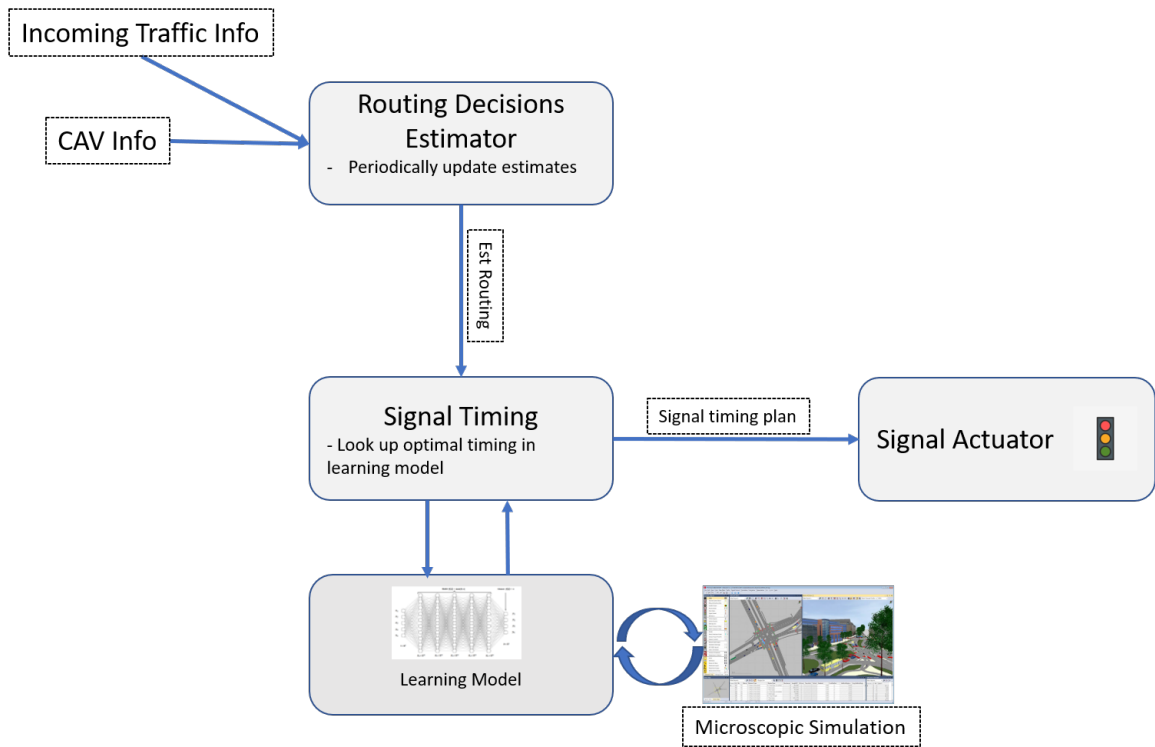 Incoming Traffic Info
CAV Info
Routing Decisions
Estimator
- Periodically update estimates
Est Routing
Signal Timing
- Look up optimal timing in
learning model
Signal timing plan
Signal Actuator
Learning Model
Microscopic Simulation